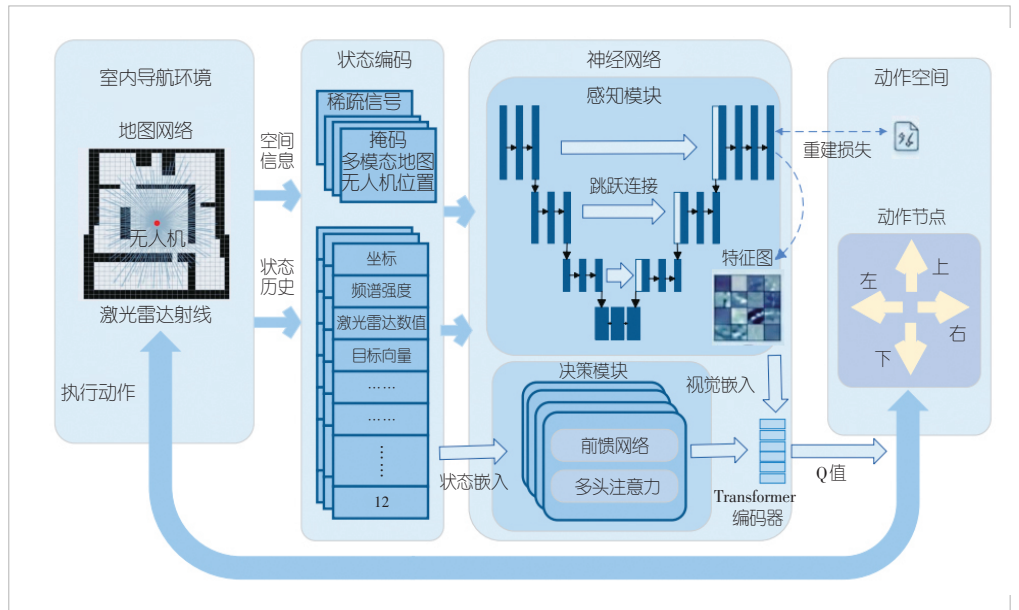 室内导航环境
地图网络
无人机
激光雷达射线
执行动作
空间
信息
状态
历史
状态编码
稀疏信号
掩码
多模态地图
无人机位置
坐标
频谱强度
激光雷达数值
目标向量
……
……
……
12
状态嵌入
神经网络
感知模块
跳跃连接
特征图
决策模块
前馈网络
多头注意力
视觉嵌入
Transformer
编码器
Q值
动作空间
重建损失
动作节点
上
左
右
下